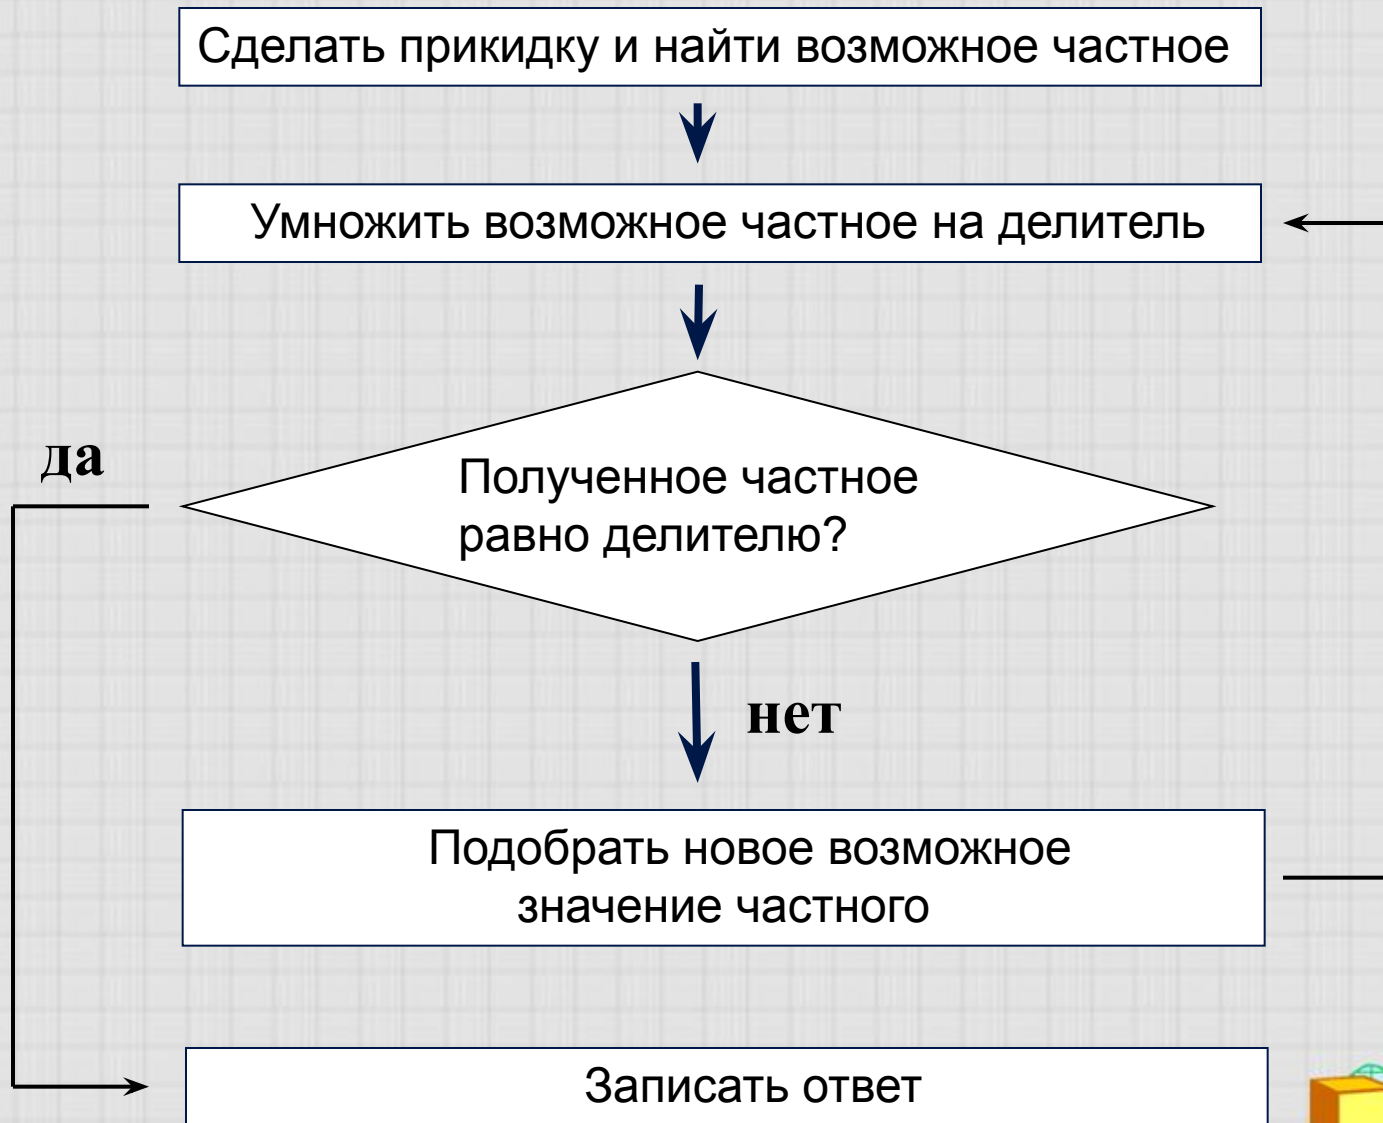 Сделать прикидку и найти возможное частное
Умножить возможное частное на делитель
да
Полученное частное
равно делителю?
нет
Подобрать новое возможное
значение частного
Записать ответ